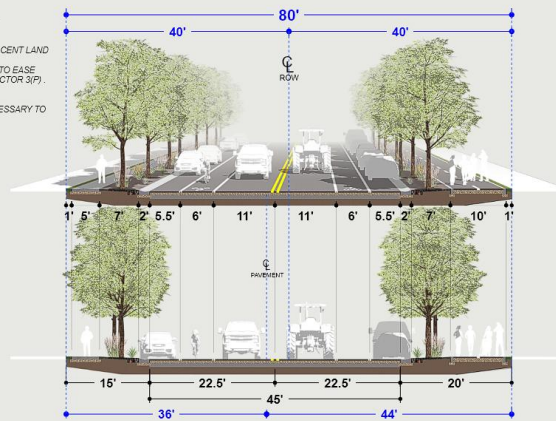 80'
40' 40'
CENT LAND
TO EASE
CTOR 3(P).
ESSARY TO
CL
ROW
1' 5' 7' 2' 5.5' 6' 11' 11' 6' 5.5' 2' 7' 10' 1'
CL
PAVEMENT
15' 22.5' 22.5' 20'
45'
36' 44'